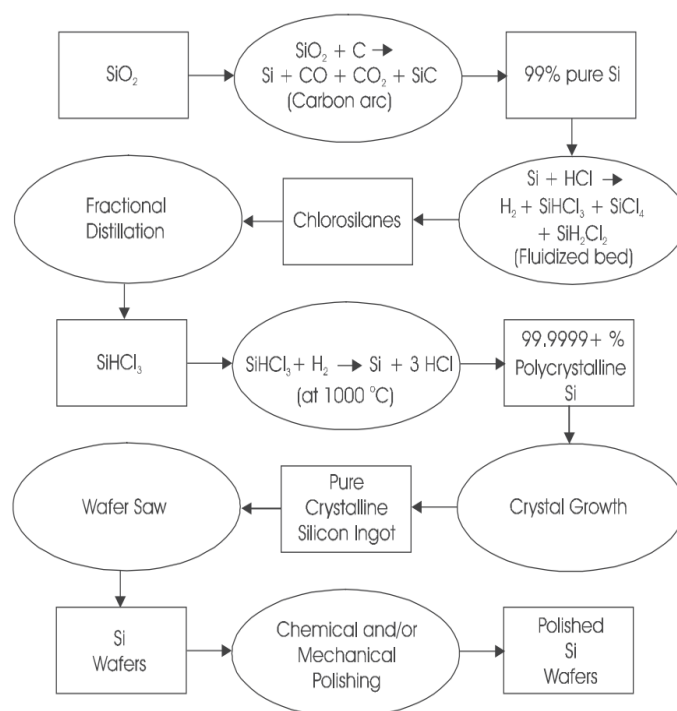 SiO₂
SiO₂ + C →
Si + CO + CO₂ + SiC
(Carbon arc)
99% pure Si
Si + HCl →
H₂ + SiHCl₃ + SiCl₄
+ SiH₂Cl₂
(Fluidized bed)
Chlorosilanes
Fractional
Distillation
SiHCl₃
SiHCl₃ + H₂ → Si + 3 HCl
(at 1000 °C)
99.9999+ %
Polycrystalline
Si
Crystal Growth
Pure
Crystalline
Silicon Ingot
Wafer Saw
Si
Wafers
Chemical and/or
Mechanical
Polishing
Polished
Si
Wafers